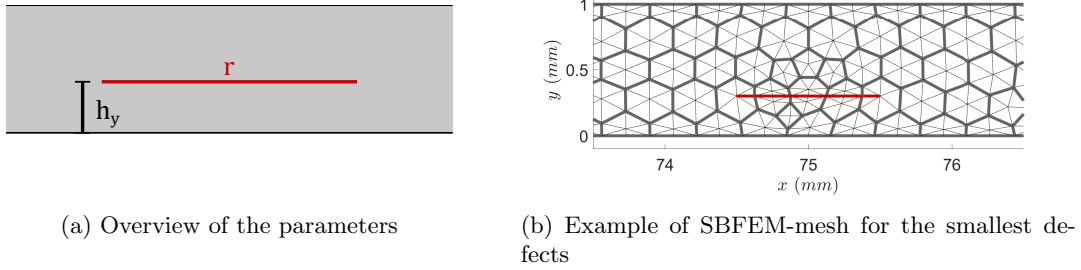 r
h_y
(a) Overview of the parameters
1
0.5
0
y (mm)
74
75
76
x (mm)
(b) Example of SBFEM-mesh for the smallest de-
fects